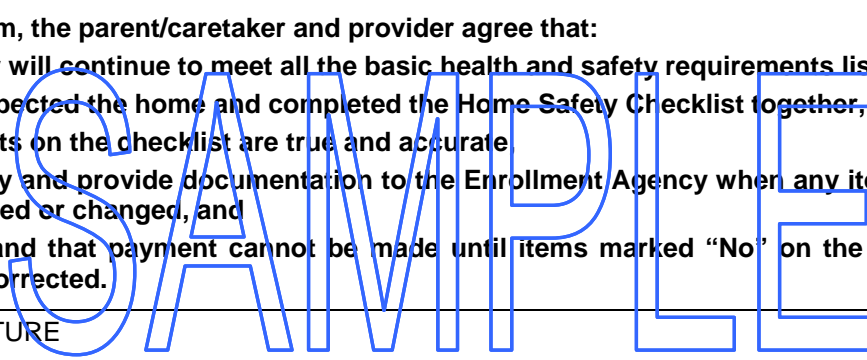 m, the parent/caretaker and provider agree that:
will continue to meet all the basic health and safety requirements lis
pected the home and completed the Home Safety Checklist together,
ts on the checklist are true and accurate,
y and provide documentation to the Enrollment Agency when any ite
ed or changed, and
and that payment cannot be made until items marked “No” on the
orrected.
TURE
SAMPLE